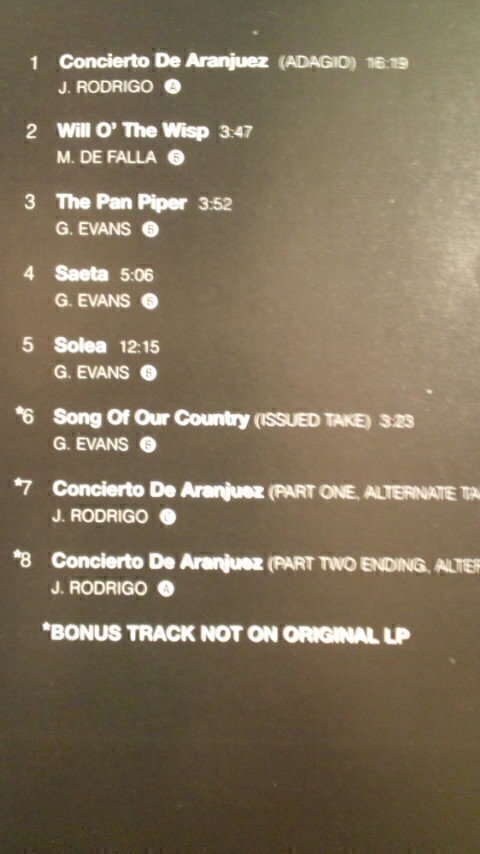 1 Concierto De Aranjuez (ADAGIO) 16:19
J. RODRIGO A
2 Will O' The Wisp 3:47
M. DE FALLA B
3 The Pan Piper 3:52
G. EVANS B
4 Saeta 5:06
G. EVANS B
5 Solea 12:15
G. EVANS B
*6 Song Of Our Country (ISSUED TAKE) 3:23
G. EVANS B
*7 Concierto De Aranjuez (PART ONE, ALTERNATE TA
J. RODRIGO C
*8 Concierto De Aranjuez (PART TWO ENDING, ALTER
J. RODRIGO A
*BONUS TRACK NOT ON ORIGINAL LP